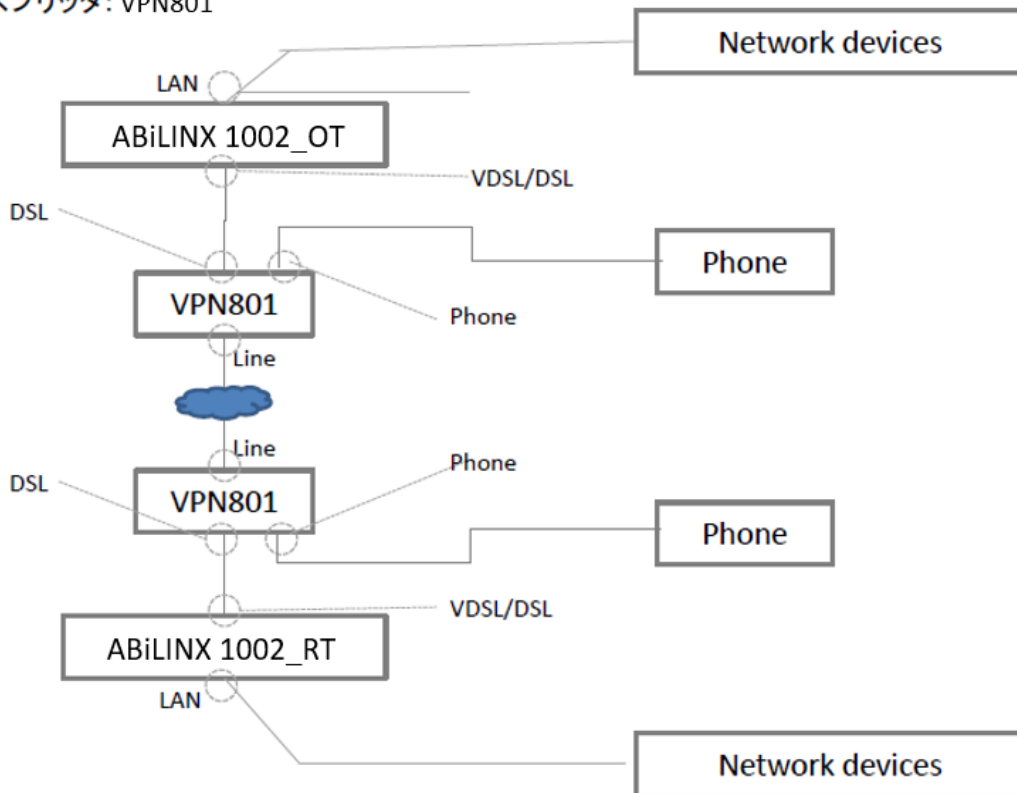 スプリッタ: VPN801
Network devices
LAN
ABiLINX 1002_OT
VDSL/DSL
DSL
Phone
VPN801
Phone
Line
Line
Phone
DSL
VPN801
Phone
VDSL/DSL
ABiLINX 1002_RT
LAN
Network devices